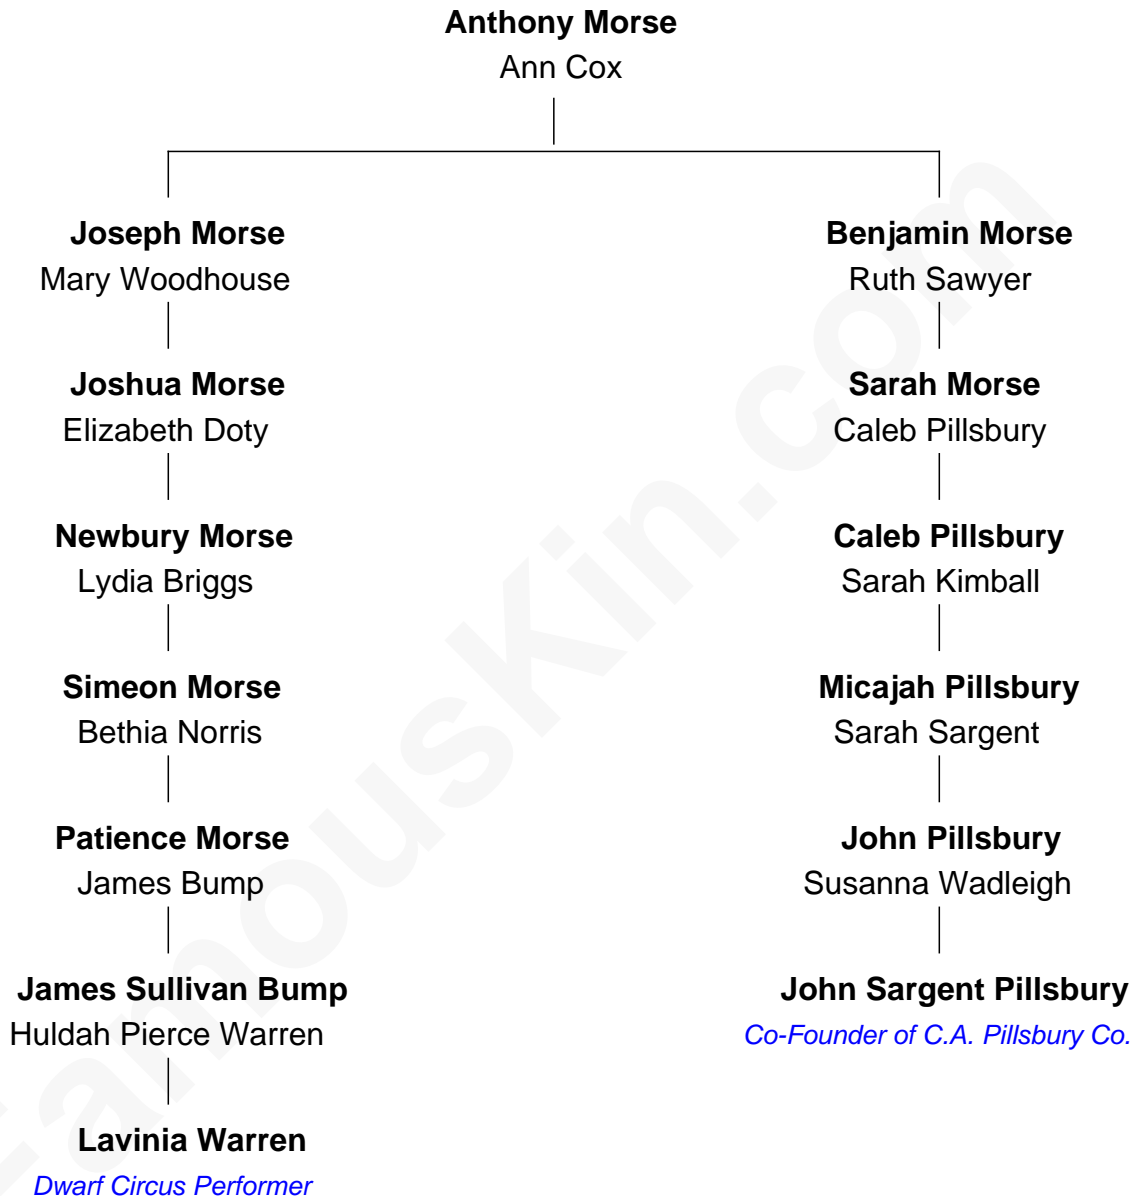 Anthony Morse
Ann Cox
Joseph Morse
Mary Woodhouse
Benjamin Morse
Ruth Sawyer
Joshua Morse
Elizabeth Doty
Sarah Morse
Caleb Pillsbury
Newbury Morse
Lydia Briggs
Caleb Pillsbury
Sarah Kimball
Simeon Morse
Bethia Norris
Micajah Pillsbury
Sarah Sargent
Patience Morse
James Bump
John Pillsbury
Susanna Wadleigh
James Sullivan Bump
Huldah Pierce Warren
John Sargent Pillsbury
Co-Founder of C.A. Pillsbury Co.
Lavinia Warren
Dwarf Circus Performer
FamousKin.com